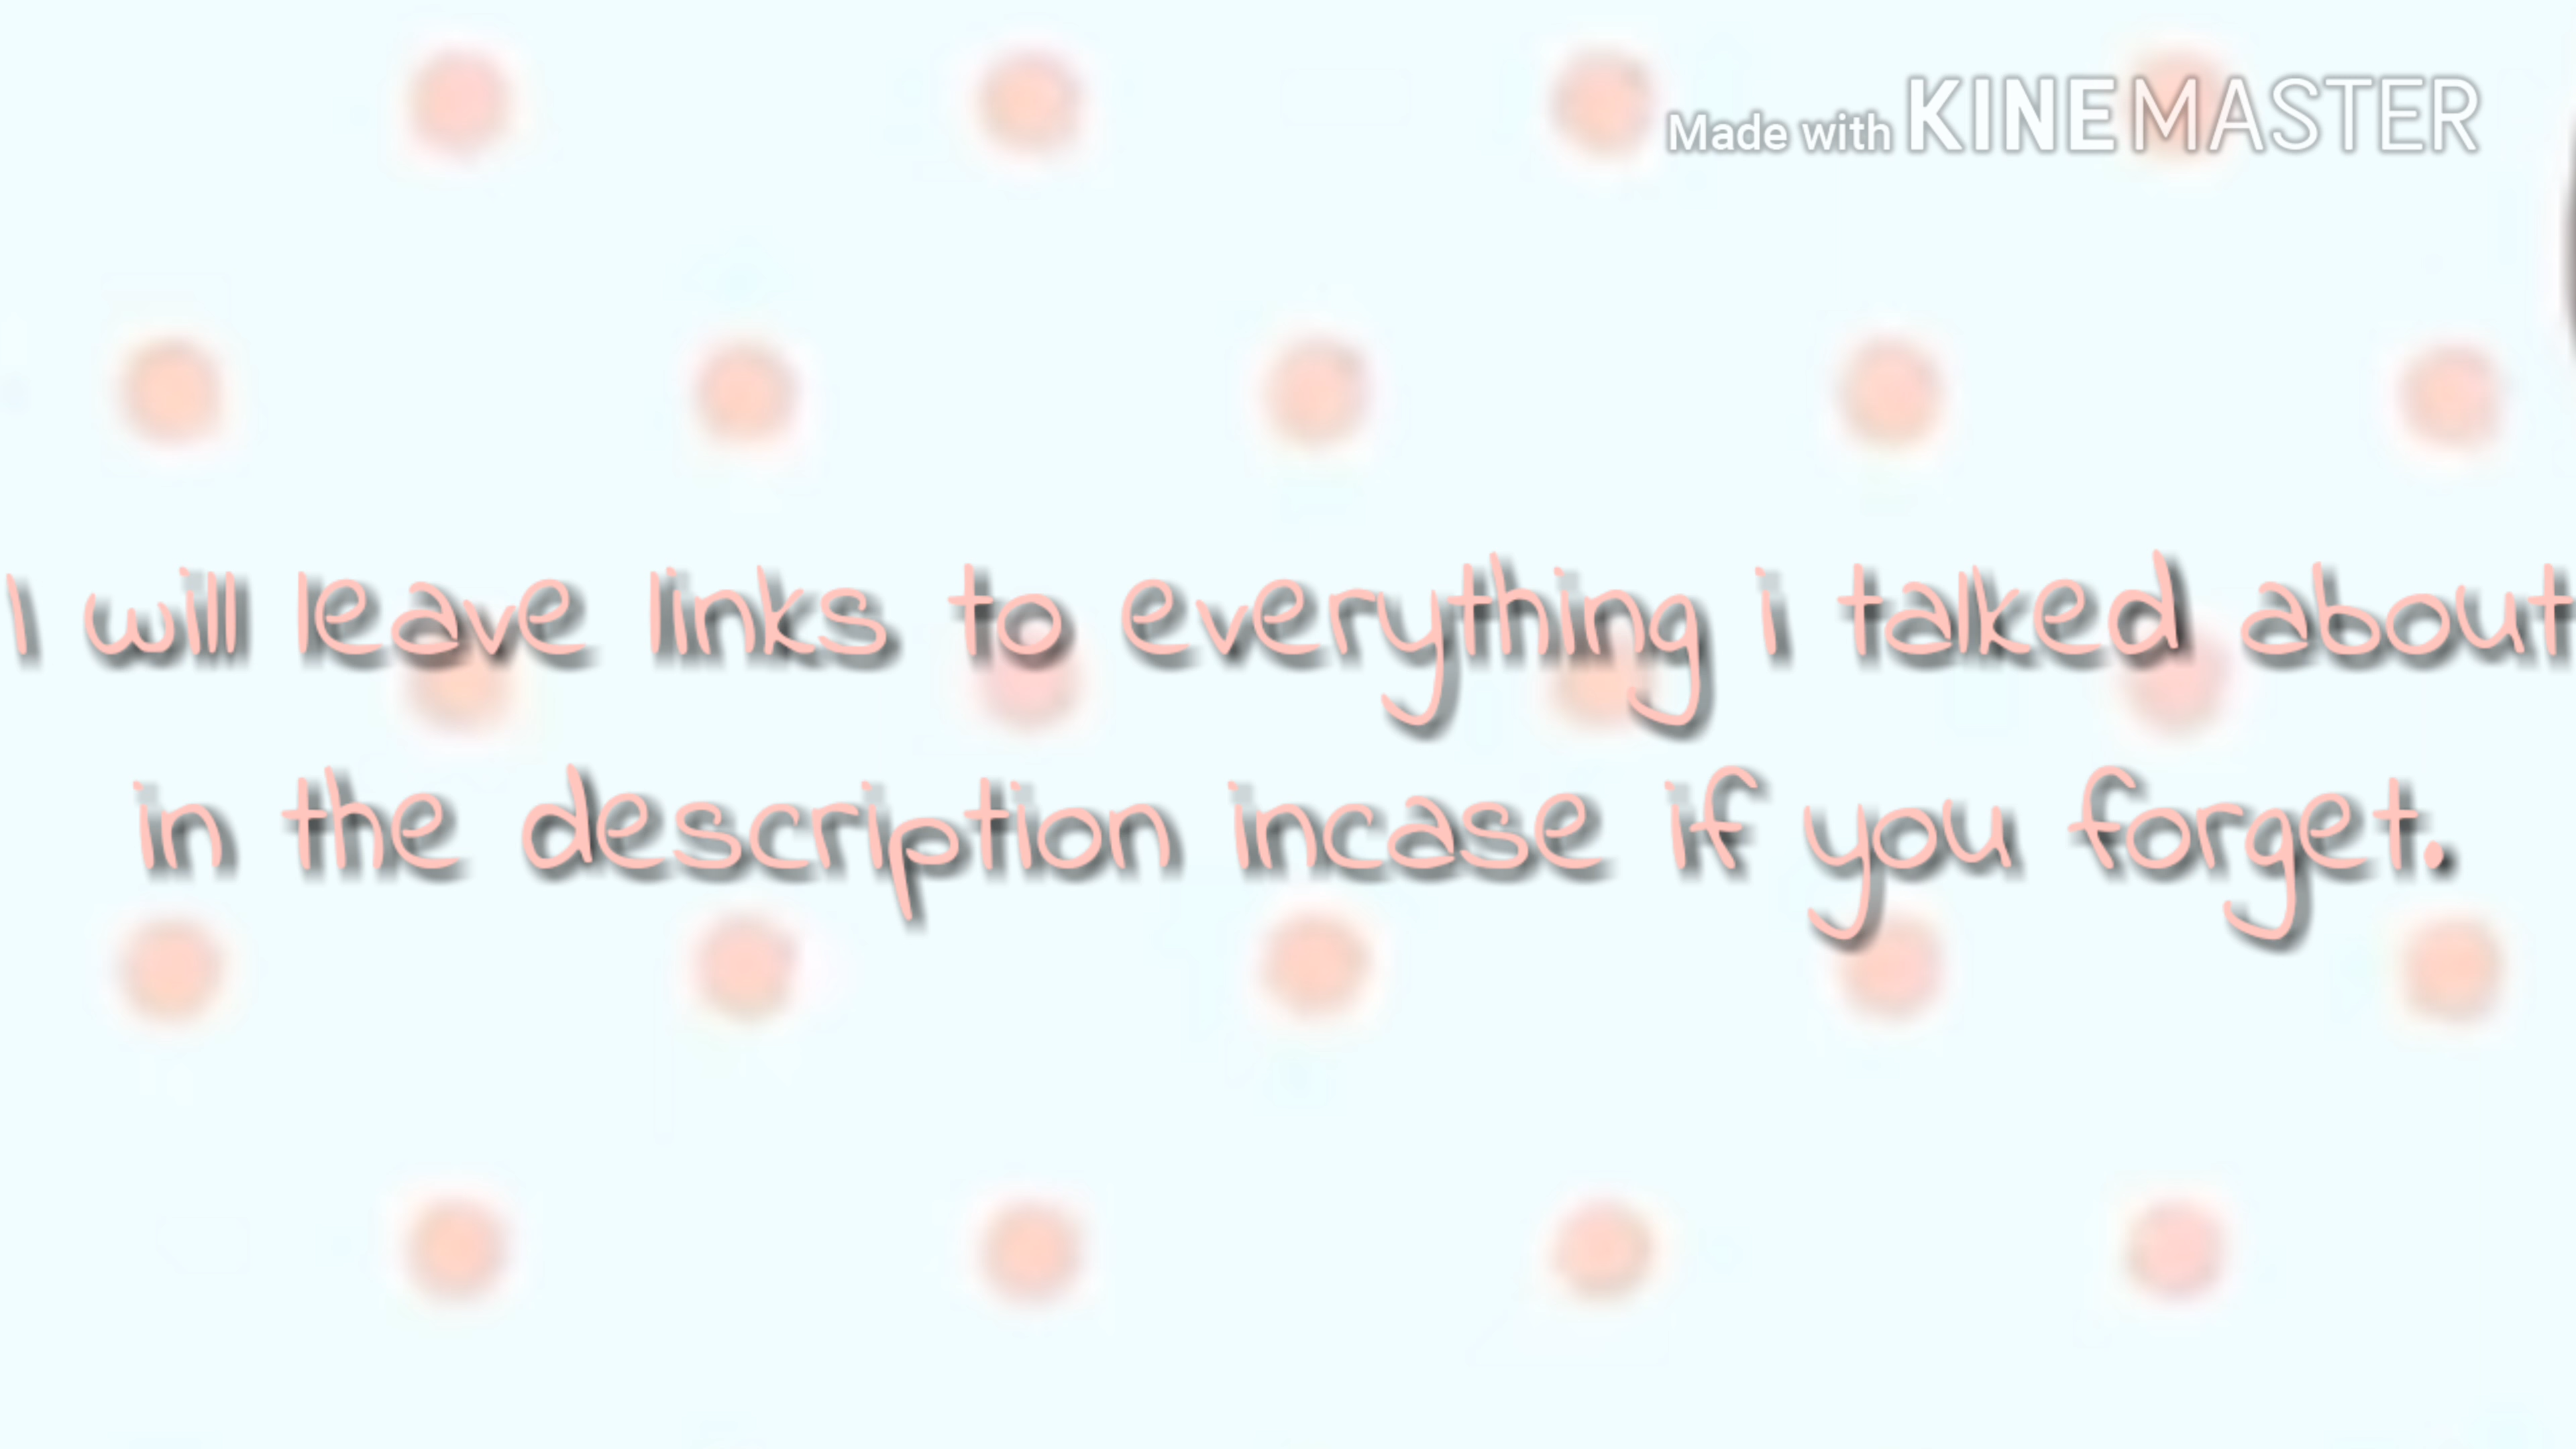 Made with KINEMASTER
I will leave links to everything i talked about
in the description incase if you forget.